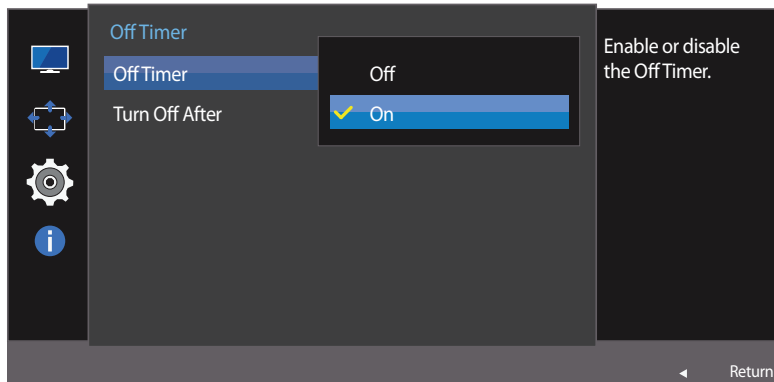 Off Timer
Off Timer
Off
Turn Off After
On
Enable or disable
the Off Timer.
Return